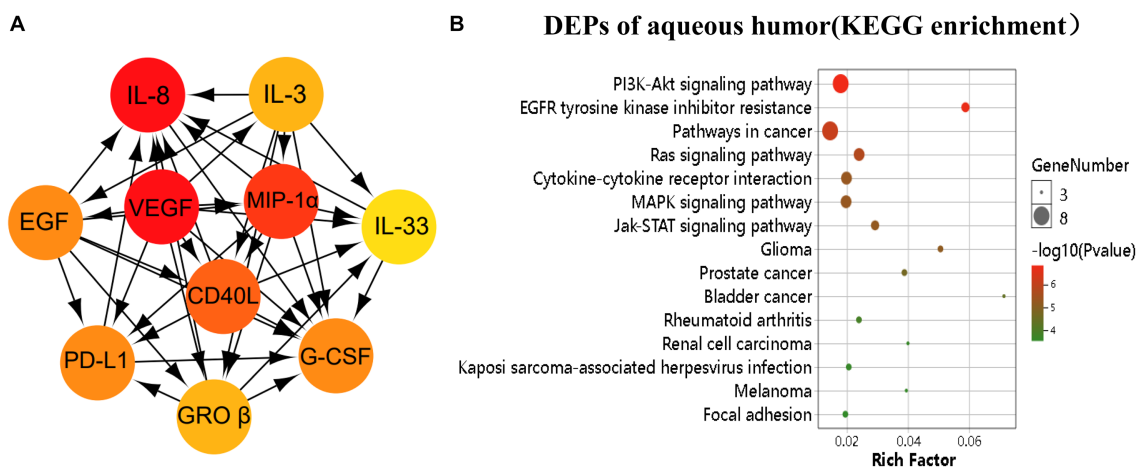 A
B
DEPs of aqueous humor(KEGG enrichment）
IL-8
IL-3
EGF
VEGF
MIP-1α
IL-33
CD40L
PD-L1
G-CSF
GRO β
PI3K-Akt signaling pathway
EGFR tyrosine kinase inhibitor resistance
Pathways in cancer
Ras signaling pathway
Cytokine-cytokine receptor interaction
MAPK signaling pathway
Jak-STAT signaling pathway
Glioma
Prostate cancer
Bladder cancer
Rheumatoid arthritis
Renal cell carcinoma
Kaposi sarcoma-associated herpesvirus infection
Melanoma
Focal adhesion
0.02 0.04 0.06
Rich Factor
GeneNumber
3
8
-log10(Pvalue)
6
5
4